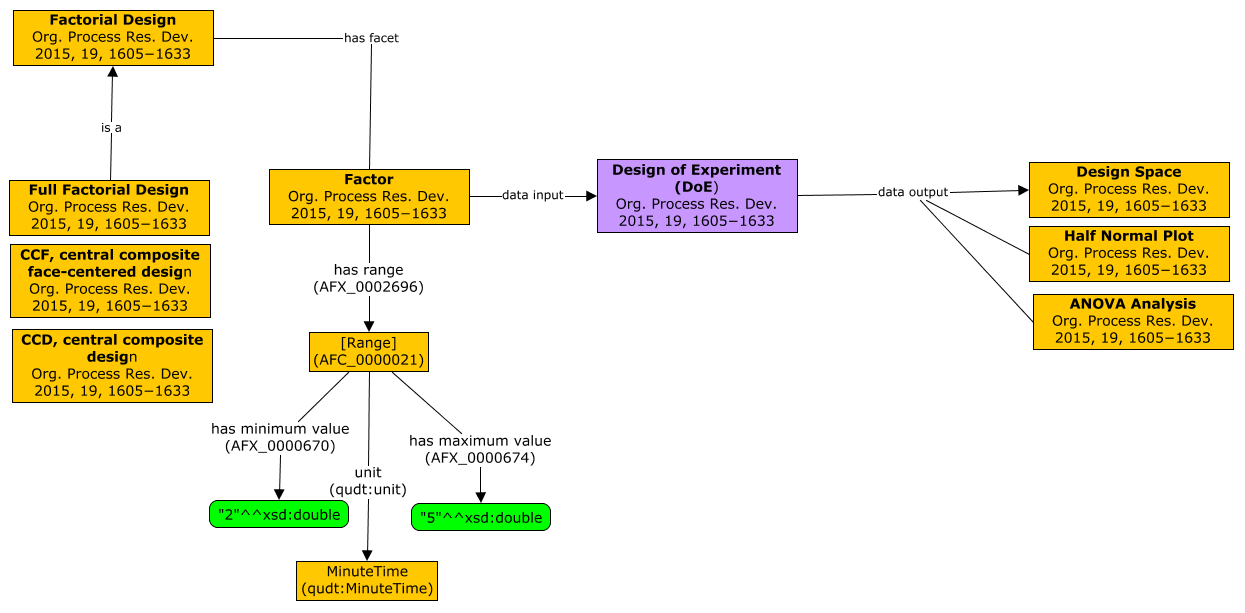 Factorial Design
Org. Process Res. Dev.
2015, 19, 1605−1633
has facet
is a
Full Factorial Design
Org. Process Res. Dev.
2015, 19, 1605−1633
CCF, central composite
face-centered design
Org. Process Res. Dev.
2015, 19, 1605−1633
CCD, central composite
design
Org. Process Res. Dev.
2015, 19, 1605−1633
Factor
Org. Process Res. Dev.
2015, 19, 1605−1633
data input
Design of Experiment
(DoE)
Org. Process Res. Dev.
2015, 19, 1605−1633
data output
Design Space
Org. Process Res. Dev.
2015, 19, 1605−1633
Half Normal Plot
Org. Process Res. Dev.
2015, 19, 1605−1633
ANOVA Analysis
Org. Process Res. Dev.
2015, 19, 1605−1633
has range
(AFX_0002696)
[Range]
(AFC_0000021)
has minimum value
(AFX_0000670)
unit
(qudt:unit)
has maximum value
(AFX_0000674)
"2"^^xsd:double
"5"^^xsd:double
MinuteTime
(qudt:MinuteTime)